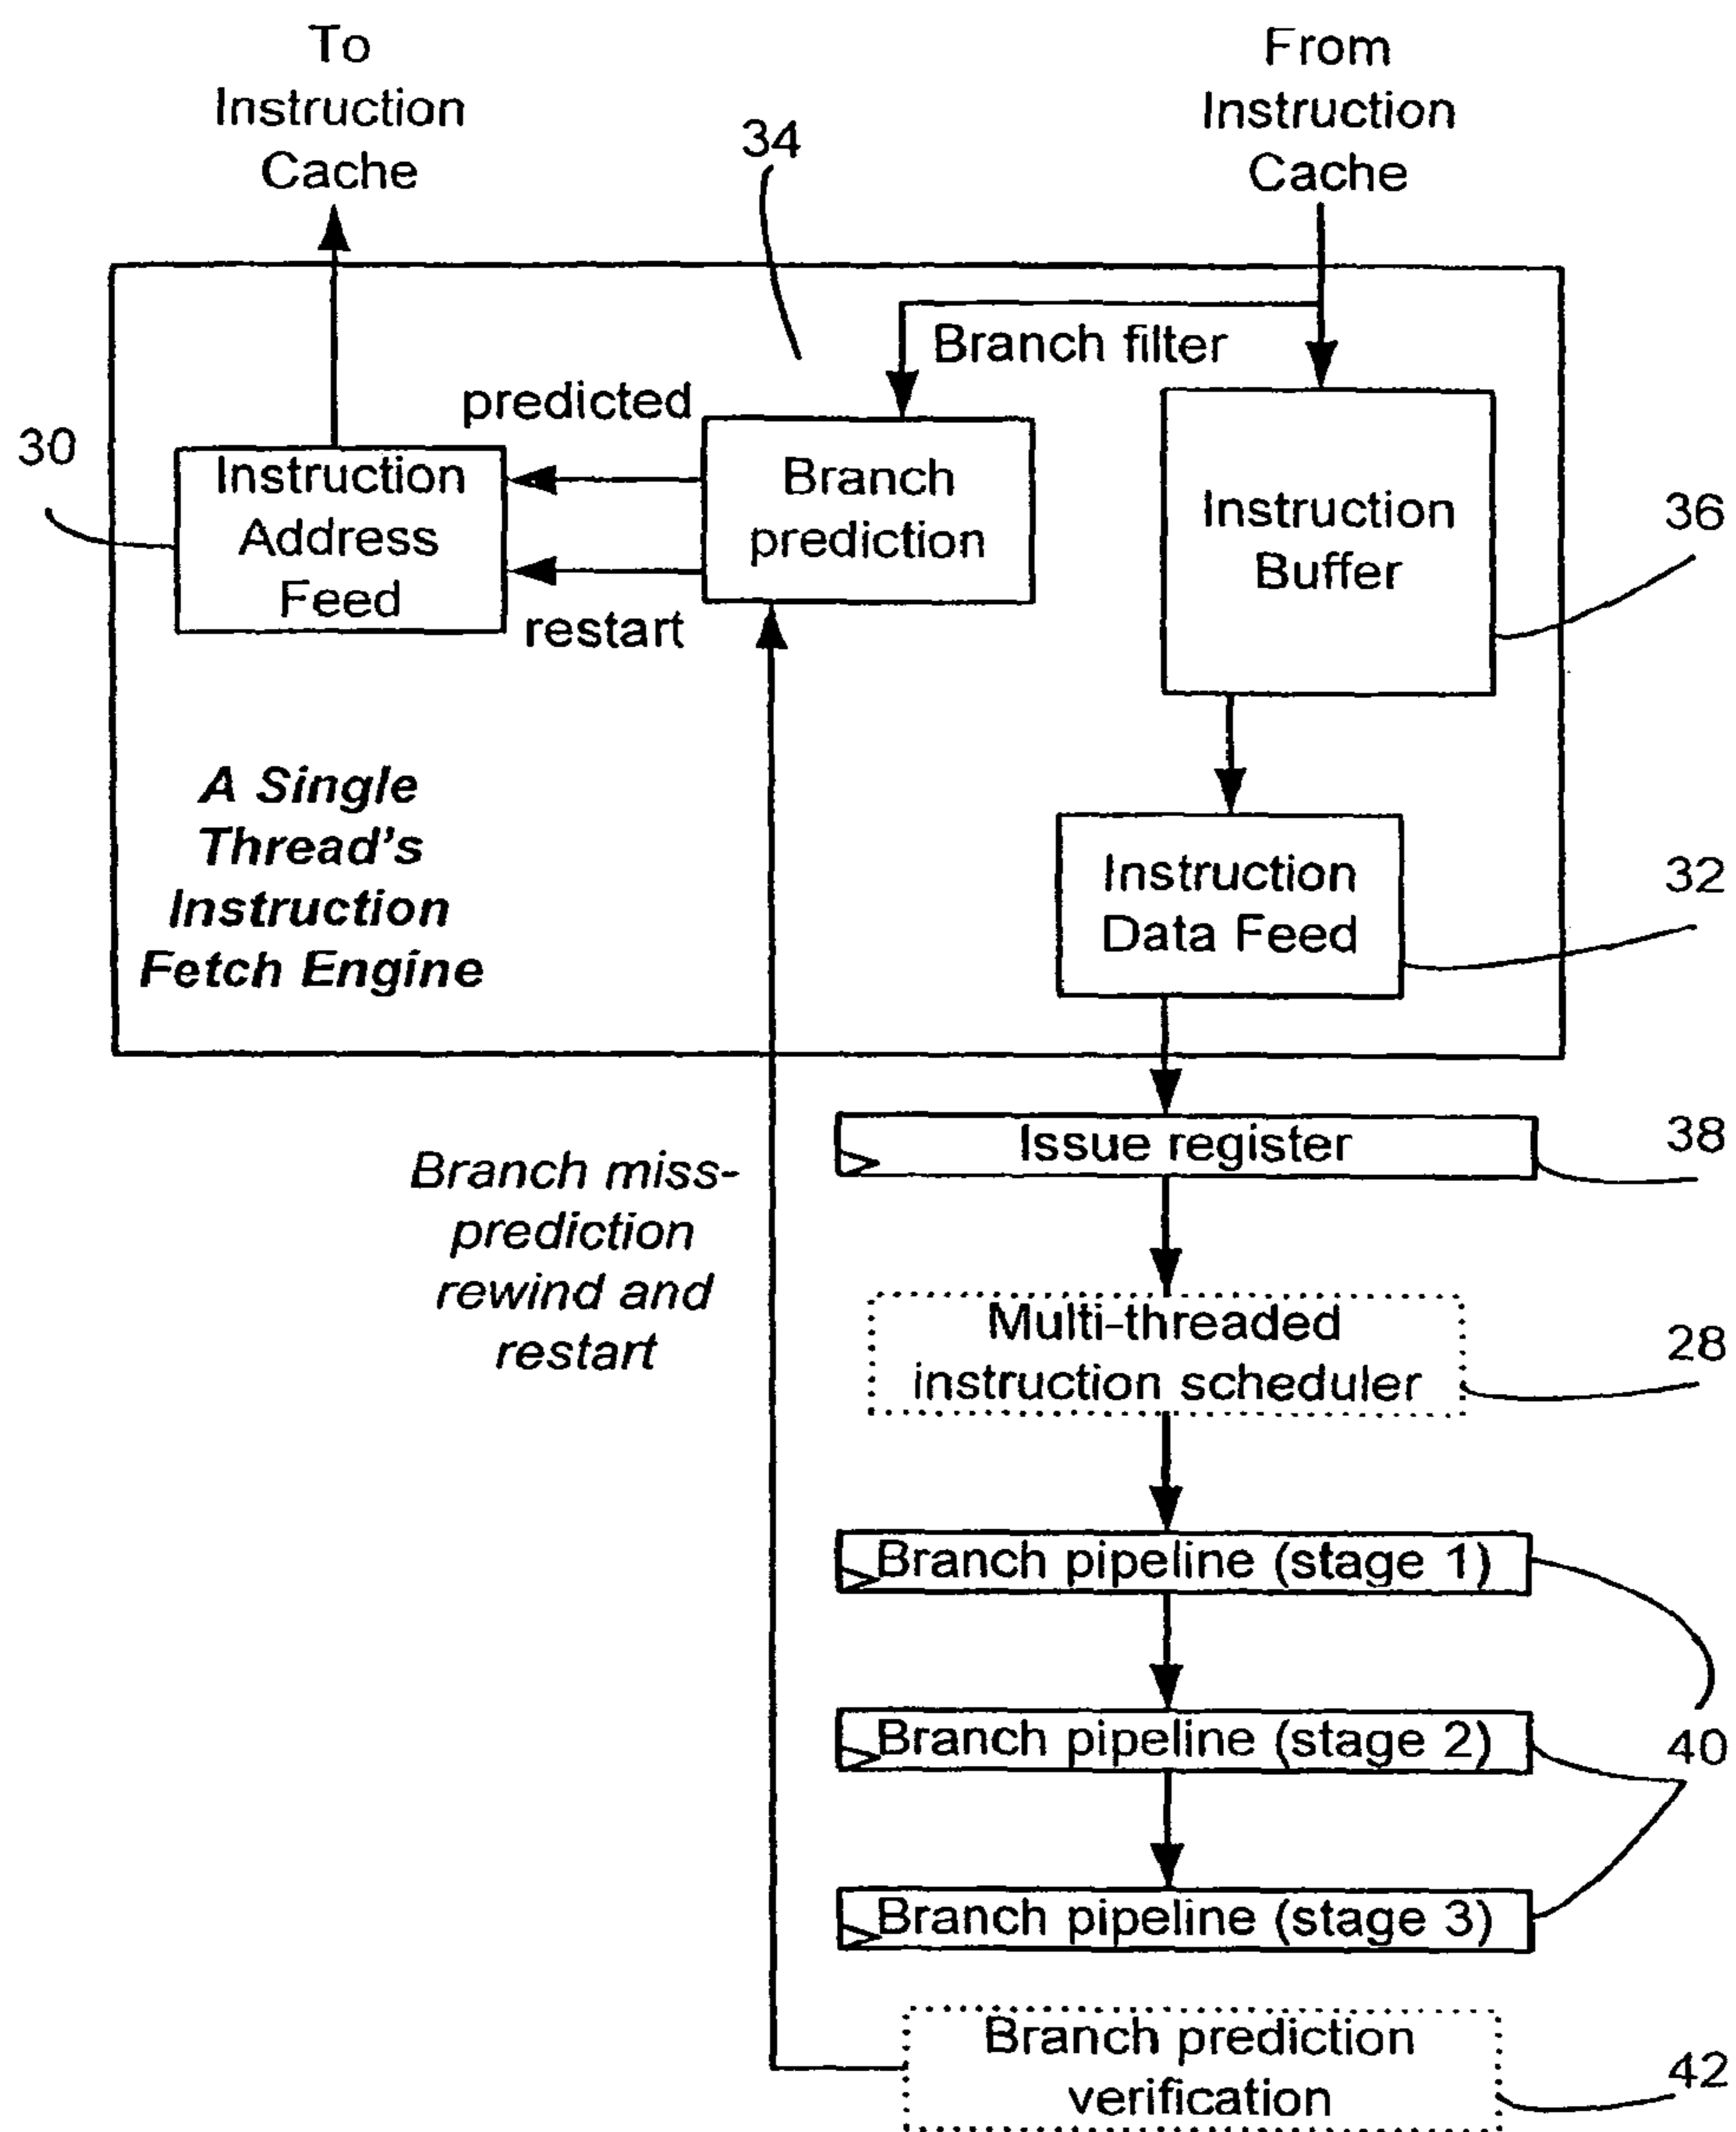 To
Instruction
Cache
From
Instruction
Cache
34
Branch filter
predicted
30
Instruction
Address
Feed
Branch
prediction
restart
Instruction
Buffer
36
A Single
Thread's
Instruction
Fetch Engine
Instruction
Data Feed
32
Issue register
38
Branch miss-
prediction
rewind and
restart
Multi-threaded
instruction scheduler
28
Branch pipeline (stage 1)
Branch pipeline (stage 2)
40
Branch pipeline (stage 3)
Branch prediction
verification
42